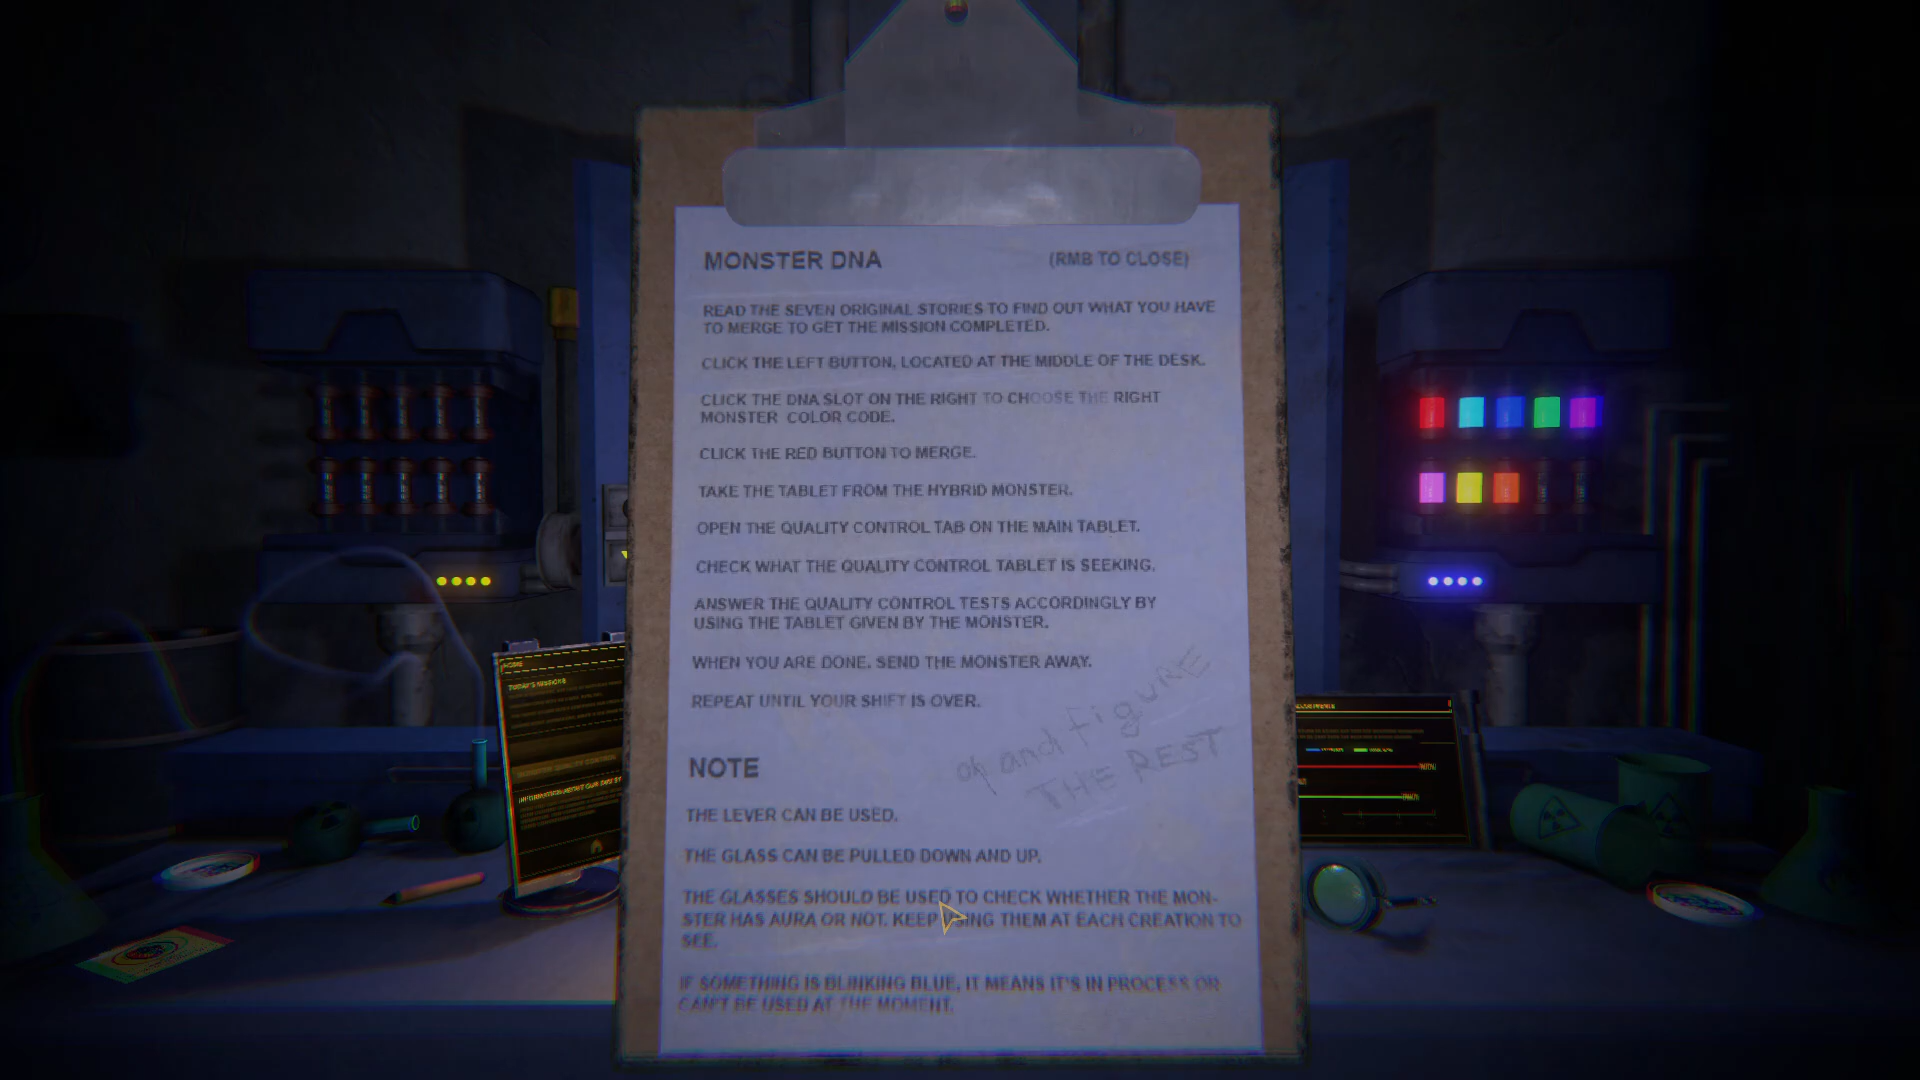 MONSTER DNA (RMB TO CLOSE)
READ THE SEVEN ORIGINAL STORIES TO FIND OUT WHAT YOU HAVE
TO MERGE TO GET THE MISSION COMPLETED.
CLICK THE LEFT BUTTON, LOCATED AT THE MIDDLE OF THE DESK.
CLICK THE DNA SLOT ON THE RIGHT TO CHOOSE THE RIGHT
MONSTER COLOR CODE.
CLICK THE RED BUTTON TO MERGE.
TAKE THE TABLET FROM THE HYBRID MONSTER.
OPEN THE QUALITY CONTROL TAB ON THE MAIN TABLET.
CHECK WHAT THE QUALITY CONTROL TABLET IS SEEKING.
ANSWER THE QUALITY CONTROL TESTS ACCORDINGLY BY
USING THE TABLET GIVEN BY THE MONSTER.
WHEN YOU ARE DONE, SEND THE MONSTER AWAY.
REPEAT UNTIL YOUR SHIFT IS OVER.
and figure
THE REST
NOTE
THE LEVER CAN BE USED.
THE GLASS CAN BE PULLED DOWN AND UP.
THE GLASSES SHOULD BE USED TO CHECK WHETHER THE MON-
STER HAS AURA OR NOT. KEEP USING THEM AT EACH CREATION TO
SEE.
IF SOMETHING IS BLINKING BLUE, IT MEANS IT'S IN PROCESS OR
CAN'T BE USED AT THE MOMENT.
TODAY'S MISSIONS